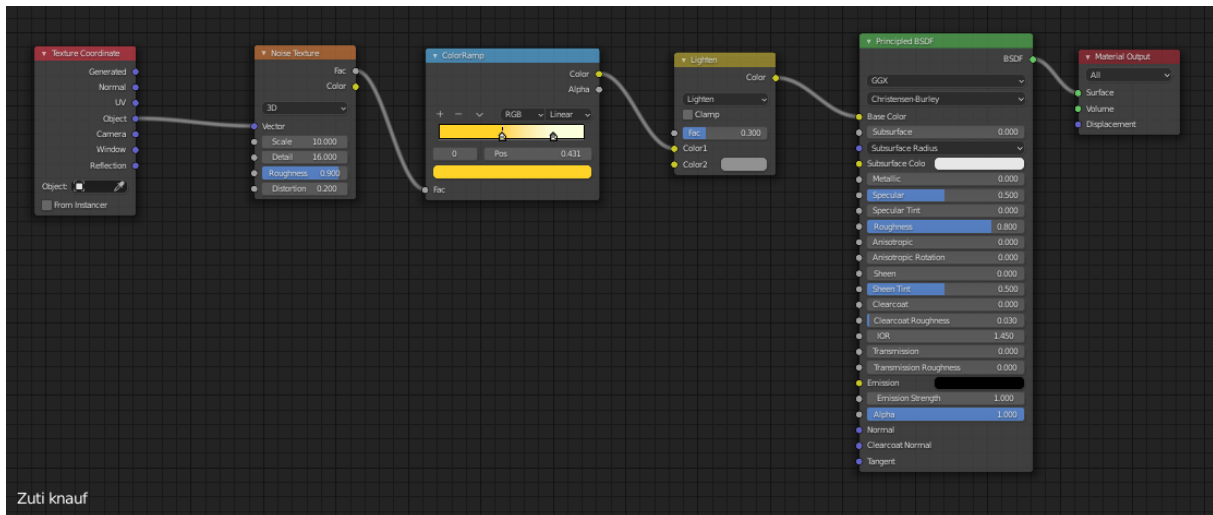 Texture Coordinate
Generated
Normal
UV
Object
Camera
Window
Reflection
Object:
From Instancer
Noise Texture
Fac
Color
3D
Vector
Scale 10.000
Detail 16.000
Roughness 0.900
Distortion 0.200
ColorRamp
Color
Alpha
RGB Linear
0 Pos 0.431
Fac
Lighten
Color
Lighten
Clamp
Fac 0.300
Color1
Color2
Principled BSDF
BSDF
GGX
Christensen-Burley
Base Color
Subsurface 0.000
Subsurface Radius
Subsurface Colo
Metallic 0.000
Specular 0.500
Specular Tint 0.000
Roughness 0.800
Anisotropic 0.000
Anisotropic Rotation 0.000
Sheen 0.000
Sheen Tint 0.500
Clearcoat 0.000
Clearcoat Roughness 0.030
IOR 1.450
Transmission 0.000
Transmission Roughness 0.000
Emission
Emission Strength 1.000
Alpha 1.000
Normal
Clearcoat Normal
Tangent
Material Output
All
Surface
Volume
Displacement
Zuti knauf